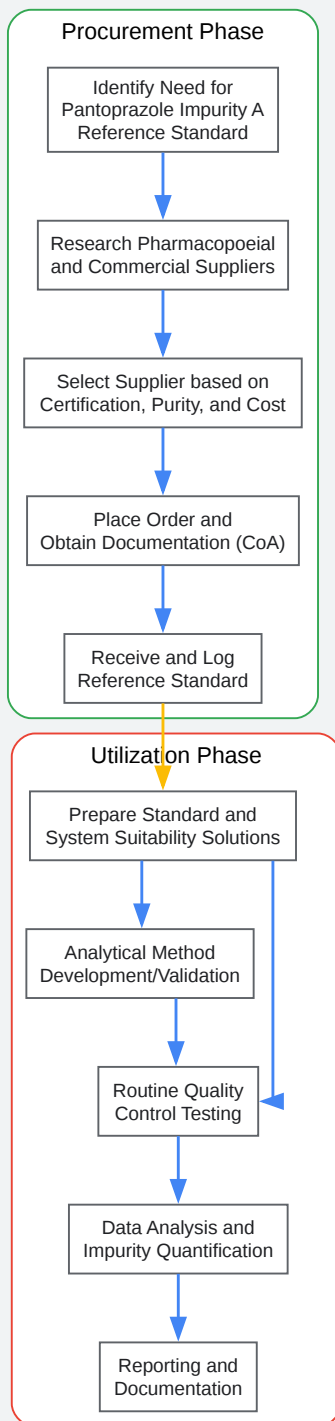 Procurement Phase
Identify Need for
Pantoprazole Impurity A
Reference Standard
Research Pharmacopoeial
and Commercial Suppliers
Select Supplier based on
Certification, Purity, and Cost
Place Order and
Obtain Documentation (CoA)
Receive and Log
Reference Standard
Utilization Phase
Prepare Standard and
System Suitability Solutions
Analytical Method
Development/Validation
Routine Quality
Control Testing
Data Analysis and
Impurity Quantification
Reporting and
Documentation